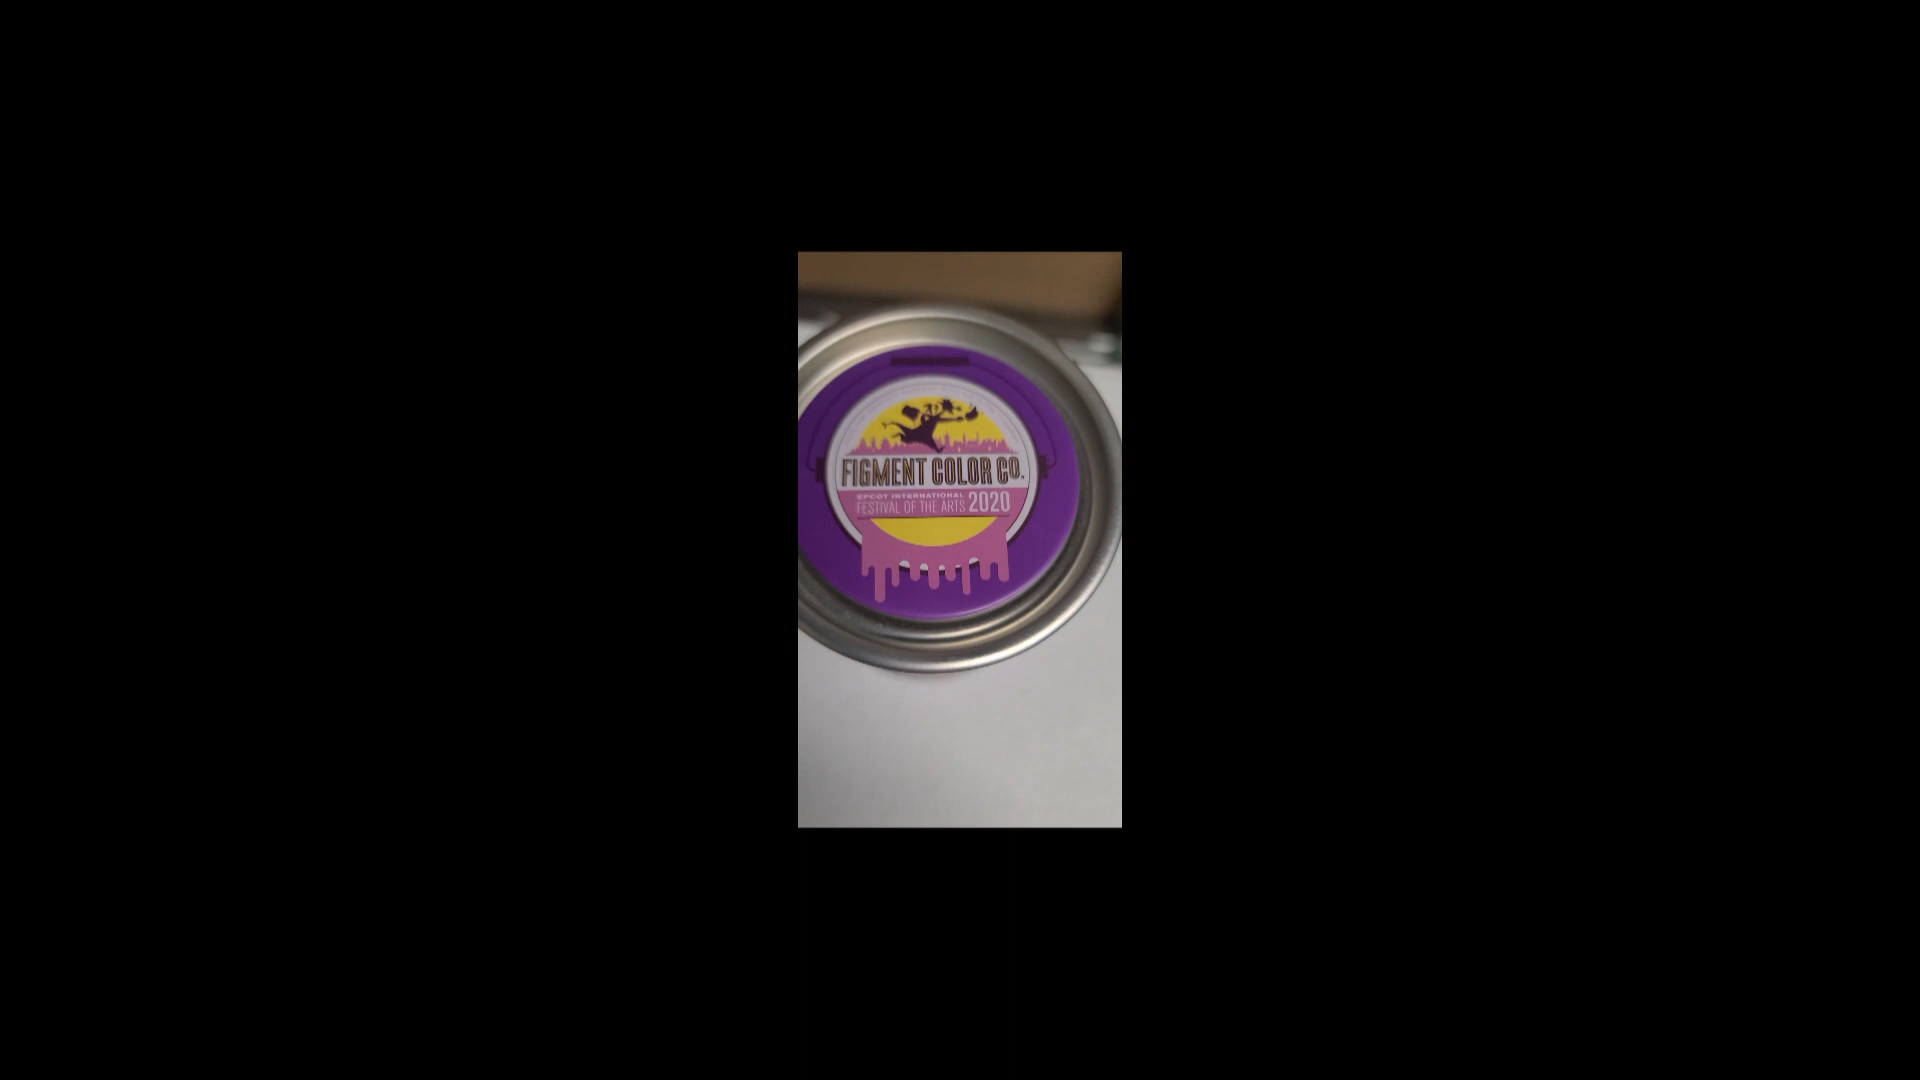 FIGMENT COLOR CO.
EPCOT INTERNATIONAL
FESTIVAL OF THE ARTS 2020